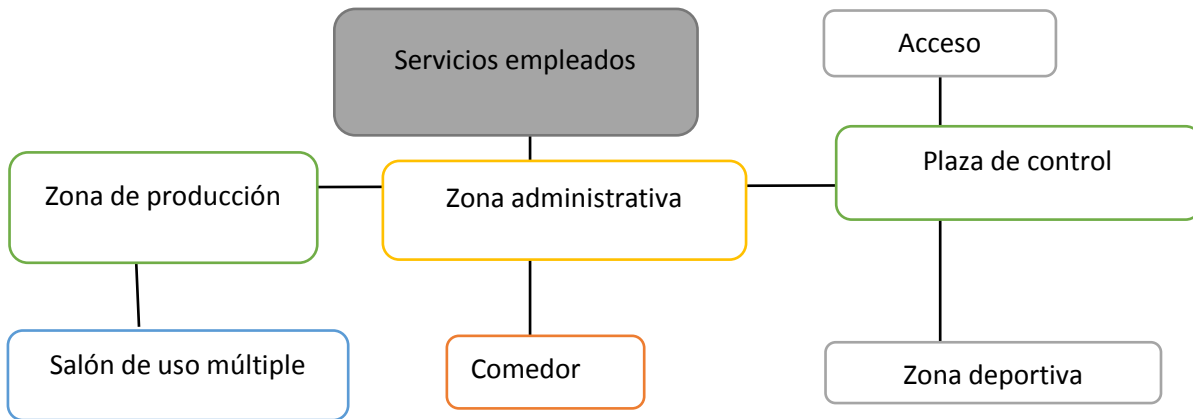 Servicios empleados
Acceso
Plaza de control
Zona de producción
Zona administrativa
Salón de uso múltiple
Comedor
Zona deportiva